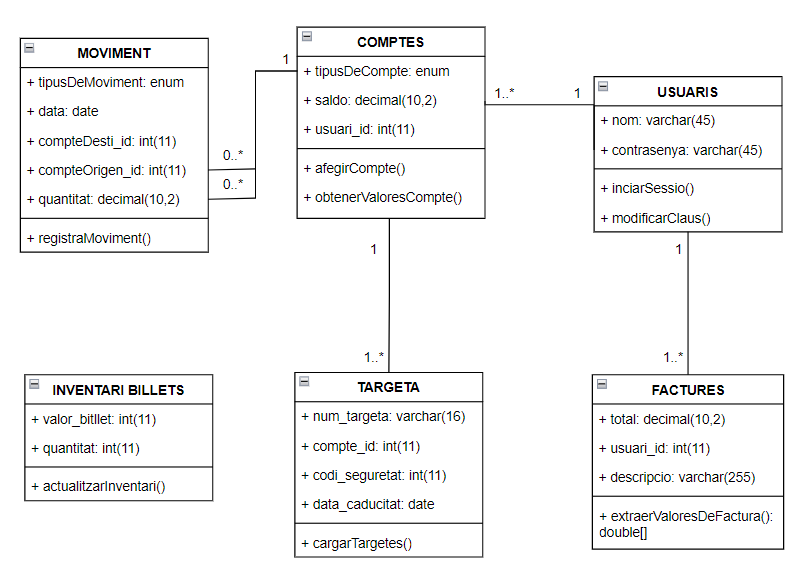 MOVIMENT
+ tipusDeMoviment: enum
+ data: date
+ compteDesti_id: int(11)
+ compteOrigen_id: int(11)
+ quantitat: decimal(10,2)
+ registraMoviment()
0..*
0..*
1
COMPTES
+ tipusDeCompte: enum
+ saldo: decimal(10,2)
+ usuari_id: int(11)
+ afegirCompte()
+ obtenerValoresCompte()
1..*
1
USUARIS
+ nom: varchar(45)
+ contrasenya: varchar(45)
+ inciarSessio()
+ modificarClaus()
1
1..*
1
1..*
INVENTARI BILLETS
+ valor_bitllet: int(11)
+ quantitat: int(11)
+ actualitzarInventari()
TARGETA
+ num_targeta: varchar(16)
+ compte_id: int(11)
+ codi_seguretat: int(11)
+ data_caducitat: date
+ cargarTargetes()
FACTURES
+ total: decimal(10,2)
+ usuari_id: int(11)
+ descripcio: varchar(255)
+ extraerValoresDeFactura():
double[]